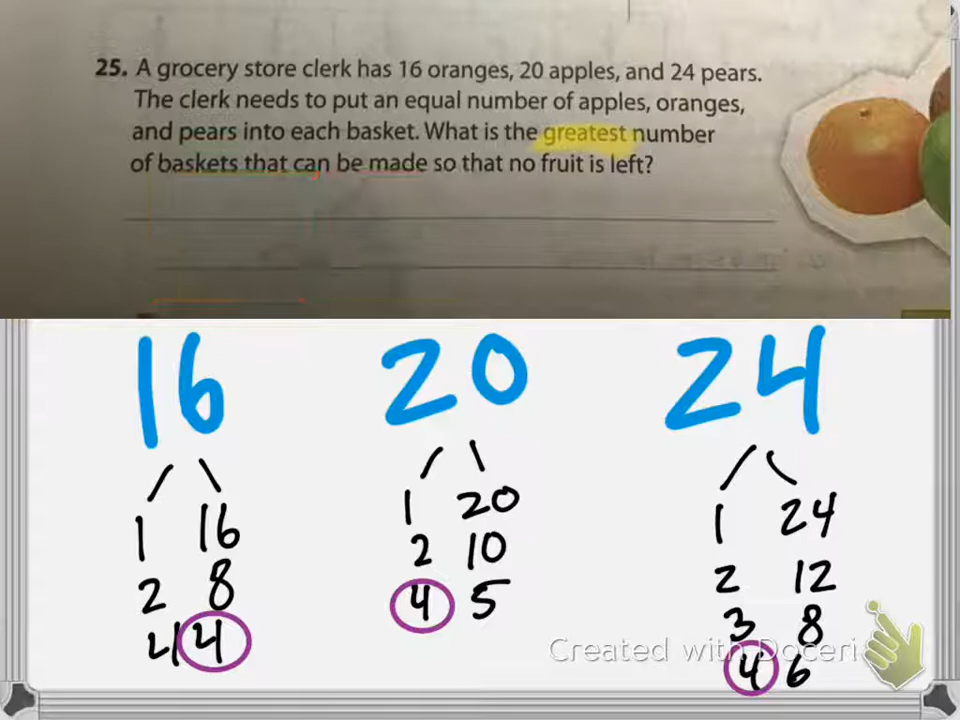 25. A grocery store clerk has 16 oranges, 20 apples, and 24 pears.
The clerk needs to put an equal number of apples, oranges,
and pears into each basket. What is the greatest number
of baskets that can be made so that no fruit is left?
16 20 24
1 16 1 20 1 24
2 8 2 10 2 12
4 4 4 5 3 8
4 6
Created with Doceri